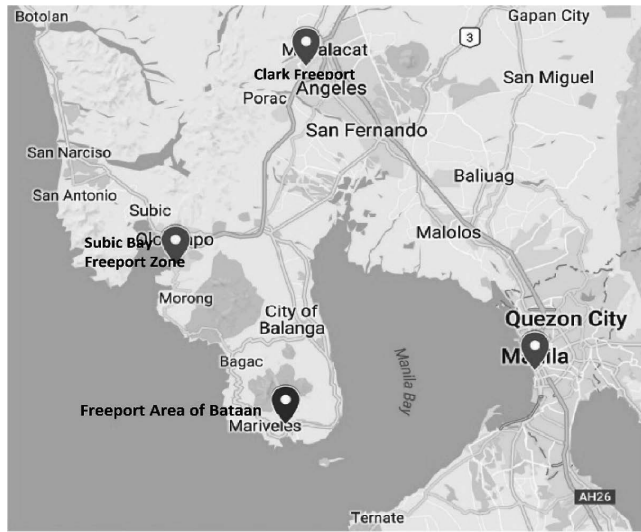 Botolan
Gapan City
3
Clark Freeport
Angeles
Porac
San Miguel
San Fernando
San Narciso
Baliuag
San Antonio
Subic
Malolos
Subic Bay
Freeport Zone
Morong
City of
Balanga
Quezon City
Manila
Manila Bay
Bagac
Freeport Area of Bataan
Mariveles
AH26
Ternate